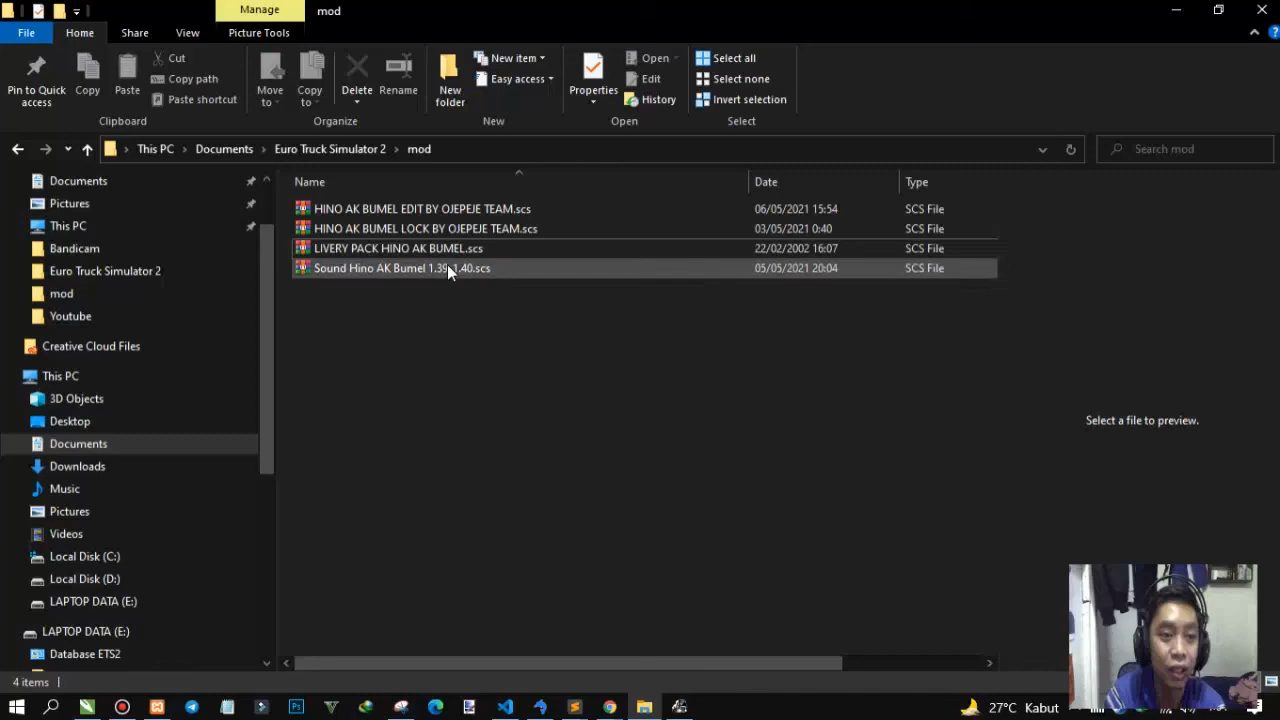 Manage
mod
File
Home
Share
View
Picture Tools
Pin to Quick access
Copy
Paste
Cut
Copy path
Paste shortcut
Clipboard
Move to
Copy to
Delete
Rename
Organize
New folder
New item
Easy access
New
Properties
Open
Edit
History
Open
Select all
Select none
Invert selection
Select
This PC > Documents > Euro Truck Simulator 2 > mod
Search mod
Documents
Pictures
This PC
Bandicam
Euro Truck Simulator 2
mod
Youtube
Creative Cloud Files
This PC
3D Objects
Desktop
Documents
Downloads
Music
Pictures
Videos
Local Disk (C:)
Local Disk (D:)
LAPTOP DATA (E:)
LAPTOP DATA (E:)
Database ETS2
Name Date Type
HINO AK BUMEL EDIT BY OJEPEJE TEAM.scs 06/05/2021 15:54 SCS File
HINO AK BUMEL LOCK BY OJEPEJE TEAM.scs 03/05/2021 0:40 SCS File
LIVERY PACK HINO AK BUMEL.scs 22/02/2002 16:07 SCS File
Sound Hino AK Bumel 1.40.scs 05/05/2021 20:04 SCS File
Select a file to preview.
4 items
27°C Kabut